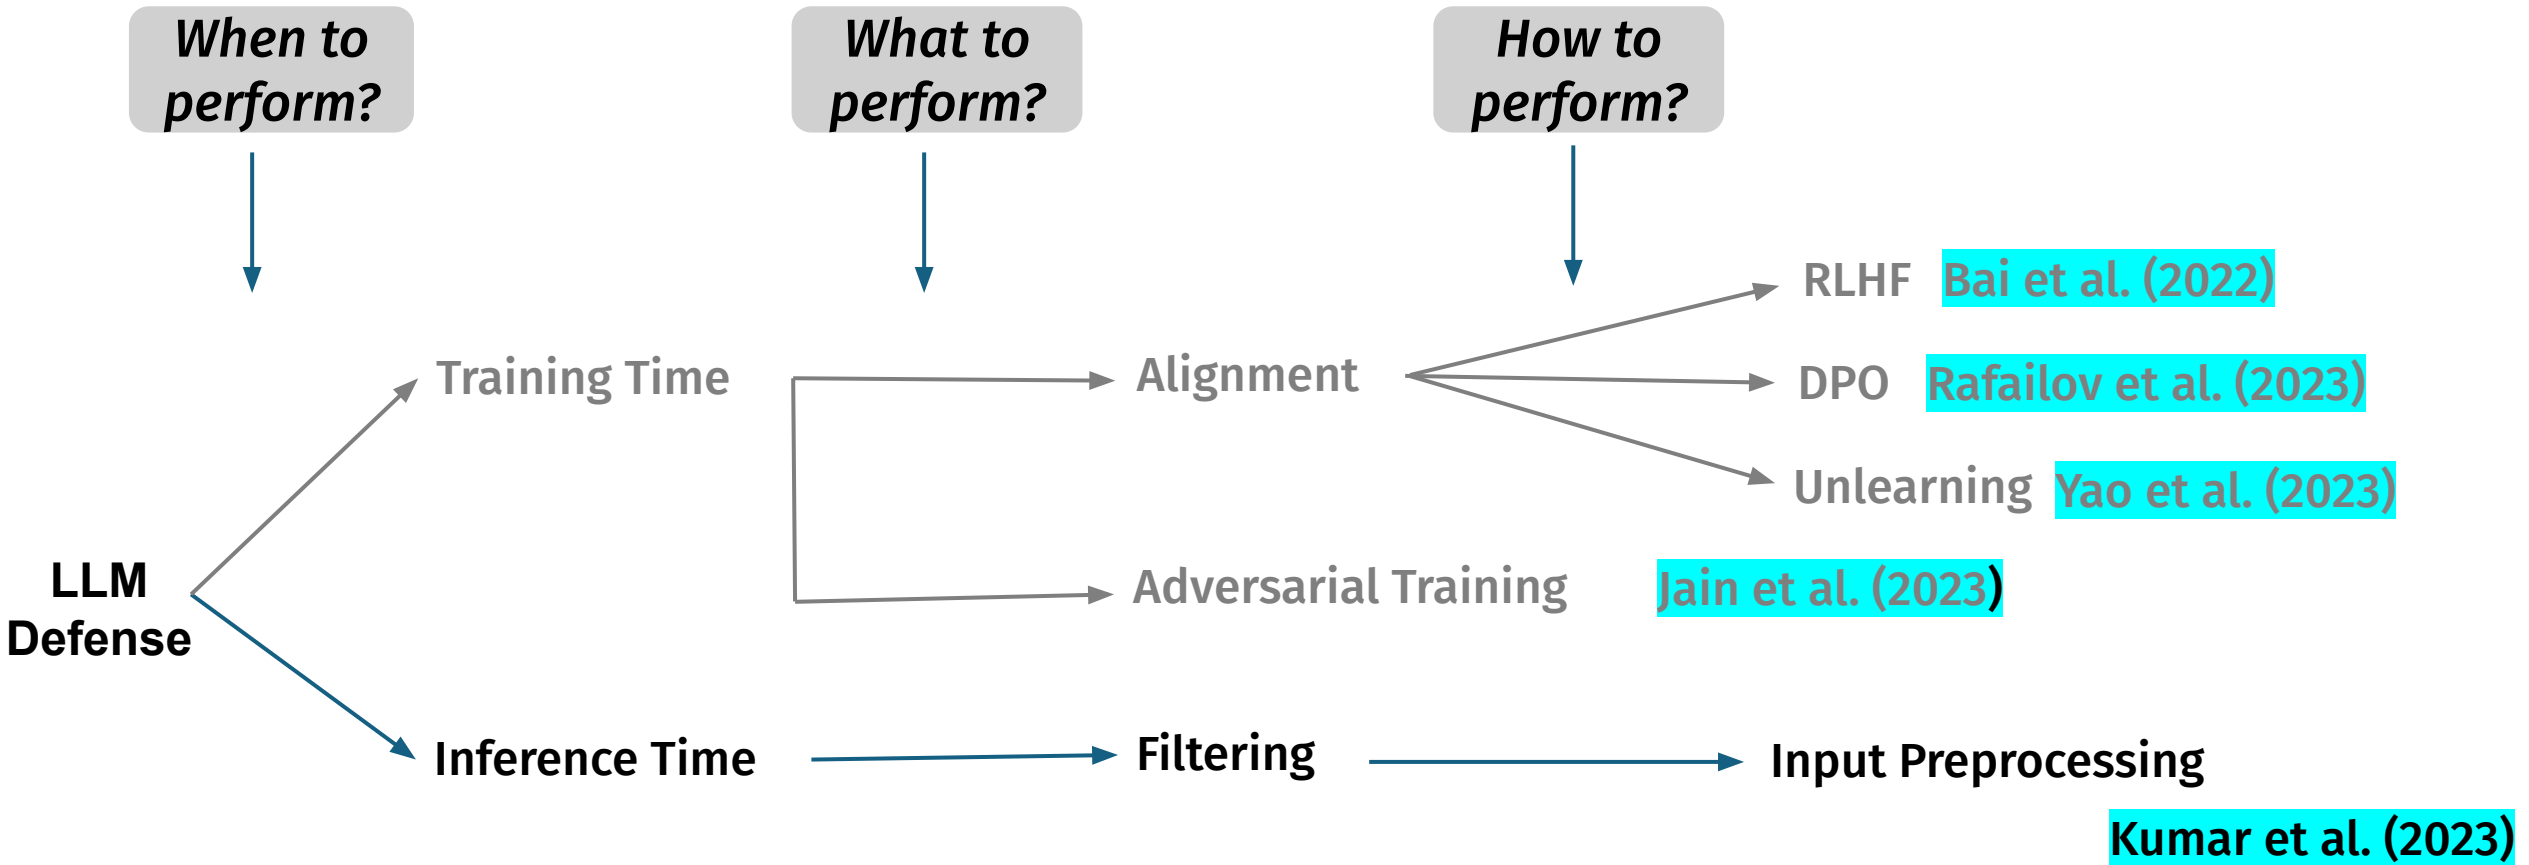 When to
perform?
What to
perform?
How to
perform?
RLHF Bai et al. (2022)
Training Time
Alignment
DPO Rafailov et al. (2023)
Unlearning Yao et al. (2023)
LLM
Defense
Adversarial Training Jain et al. (2023)
Inference Time
Filtering
Input Preprocessing
Kumar et al. (2023)